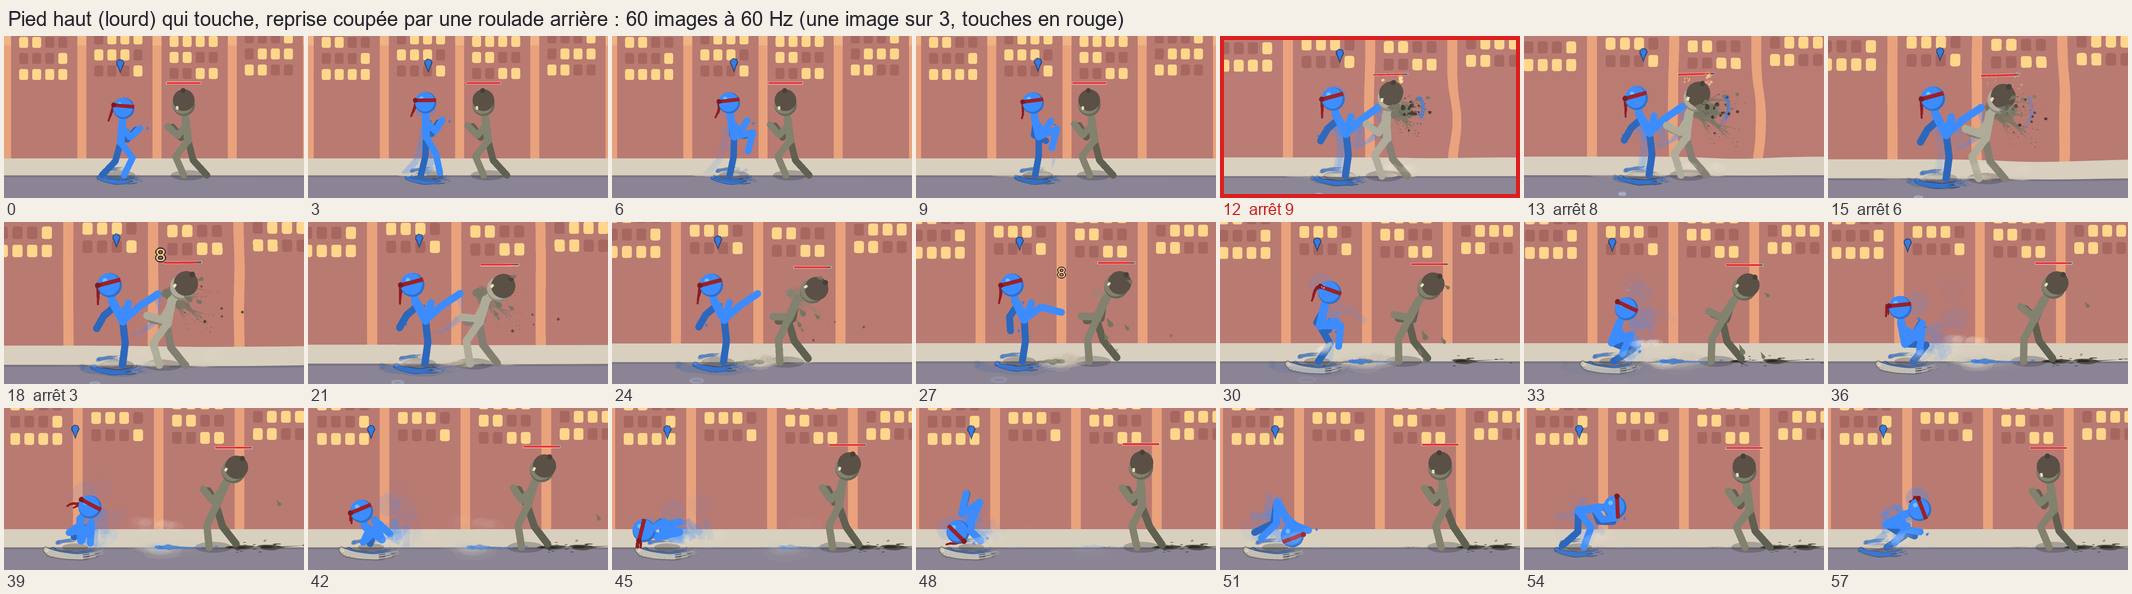 Pied haut (lourd) qui touche, reprise coupée par une roulade arrière : 60 images à 60 Hz (une image sur 3, touches en rouge)
0 3 6 9 12 arrêt 9 13 arrêt 8 15 arrêt 6
8 8
18 arrêt 3 21 24 27 30 33 36
39 42 45 48 51 54 57